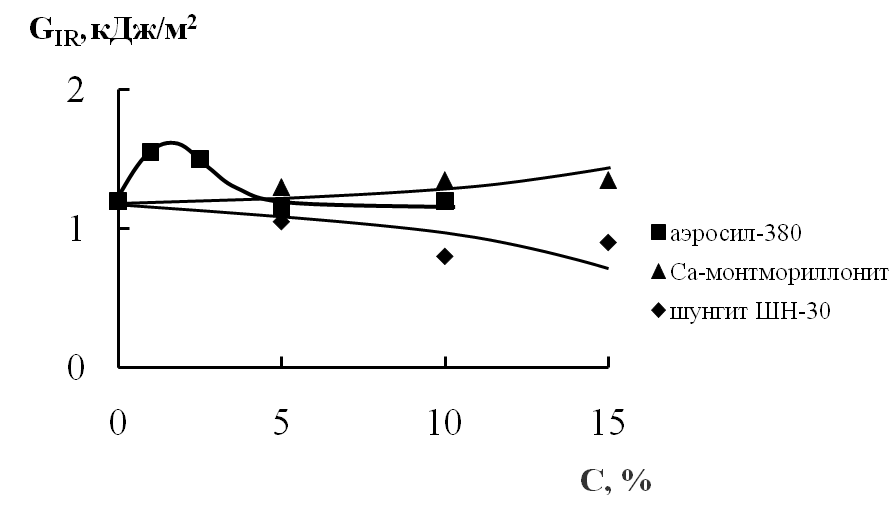 G_IR, кДж/м²
2
1
0
0 5 10 15
C, %
аэросил-380
Са-монтмориллонит
шунгит ШН-30